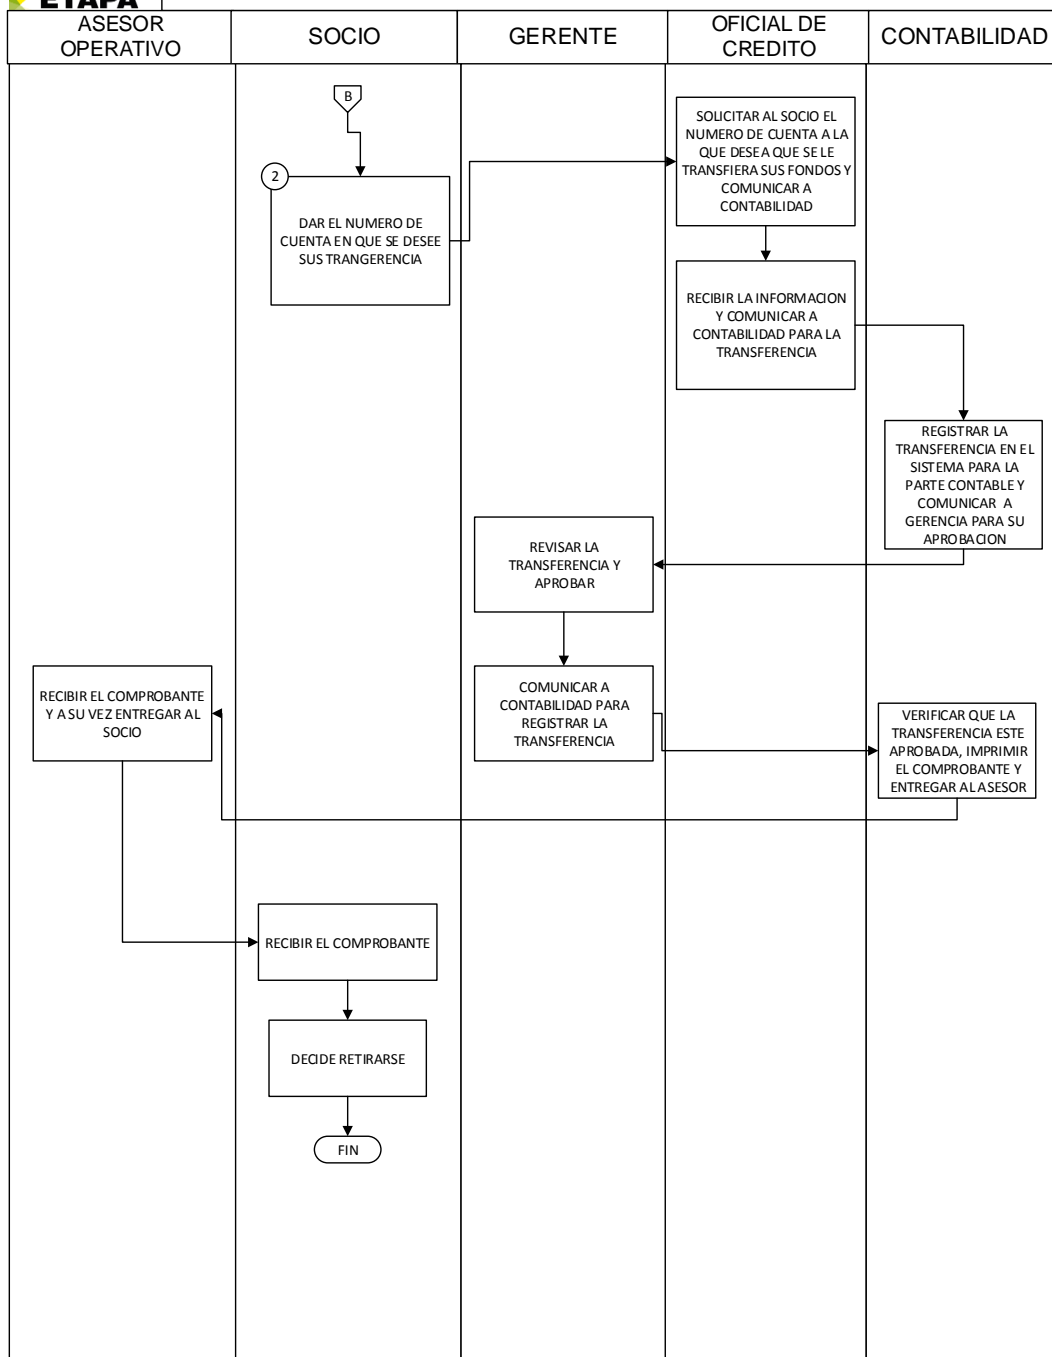 ETAPA
ASESOR
OPERATIVO
SOCIO
GERENTE
OFICIAL DE
CREDITO
CONTABILIDAD
B
SOLICITAR AL SOCIO EL
NUMERO DE CUENTA A LA
QUE DESEA QUE SE LE
TRANSFIERA SUS FONDOS Y
COMUNICAR A
CONTABILIDAD
2
DAR EL NUMERO DE
CUENTA EN QUE SE DESEE
SUS TRANGERENCIA
RECIBIR LA INFORMACION
Y COMUNICAR A
CONTABILIDAD PARA LA
TRANSFERENCIA
REGISTRAR LA
TRANSFERENCIA EN EL
SISTEMA PARA LA
PARTE CONTABLE Y
COMUNICAR A
GERENCIA PARA SU
APROBACION
REVISAR LA
TRANSFERENCIA Y
APROBAR
COMUNICAR A
CONTABILIDAD PARA
REGISTRAR LA
TRANSFERENCIA
VERIFICAR QUE LA
TRANSFERENCIA ESTE
APROBADA, IMPRIMIR
EL COMPROBANTE Y
ENTREGAR AL ASESOR
RECIBIR EL COMPROBANTE
Y A SU VEZ ENTREGAR AL
SOCIO
RECIBIR EL COMPROBANTE
DECIDE RETIRARSE
FIN